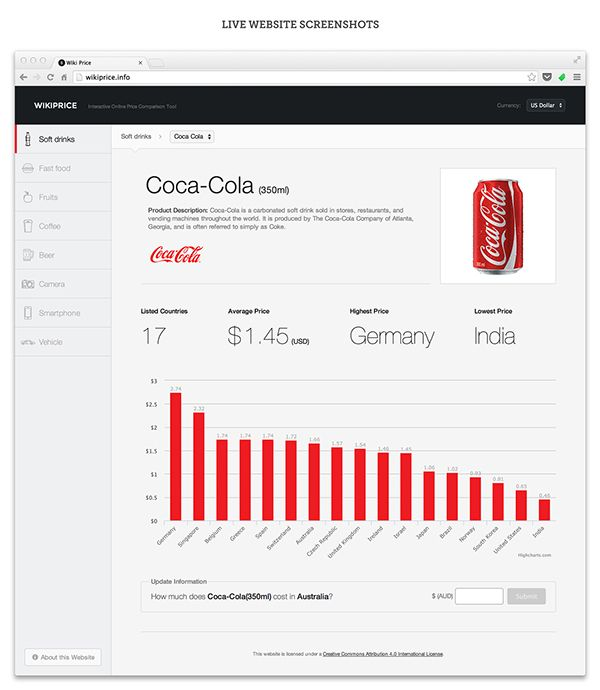 LIVE WEBSITE SCREENSHOTS
Wiki Price
wikiprice.info
WIKIPRICE Interactive Online Price Comparison Tool
Currency: US Dollar
Soft drinks
Fast food
Fruits
Coffee
Beer
Camera
Smartphone
Vehicle
About this Website
Soft drinks > Coca Cola
Coca-Cola (350ml)
Product Description: Coca-Cola is a carbonated soft drink sold in stores, restaurants, and
vending machines throughout the world. It is produced by The Coca-Cola Company of Atlanta,
Georgia, and is often referred to simply as Coke.
Coca-Cola
Coca-Cola
Listed Countries
17
Average Price
$1.45 (USD)
Highest Price
Germany
Lowest Price
India
$3
$2.5
$2
$1.5
$1
$0.5
$0
2.74
2.32
1.74
1.74
1.74
1.72
1.66
1.57
1.54
1.46
1.45
1.06
1.02
0.93
0.81
0.65
0.46
Germany
Singapore
Belgium
Greece
Spain
Switzerland
Australia
Czech Republic
United Kingdom
Ireland
Israel
Japan
Brazil
Norway
South Korea
United States
India
Highcharts.com
Update Information
How much does Coca-Cola(350ml) cost in Australia?
$ (AUD)
Submit
This website is licensed under a Creative Commons Attribution 4.0 International License.